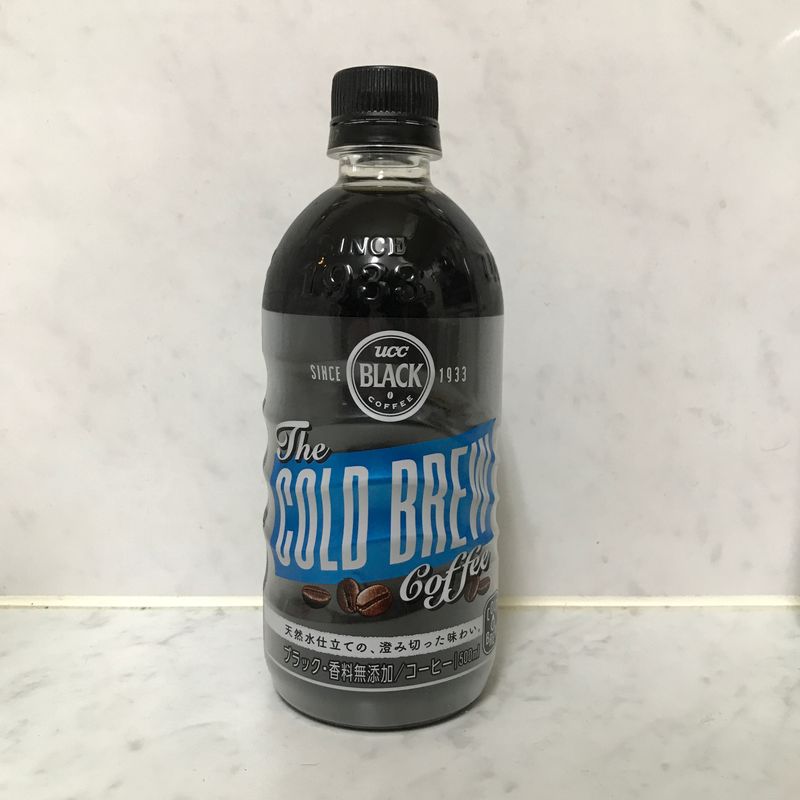 SINCE
1933
ucc
SINCE BLACK 1933
COFFEE
The
COLD BREW
Coffee
天然水仕立ての、澄み切った味わい。
ブラック・香料無添加/コーヒー|500ml